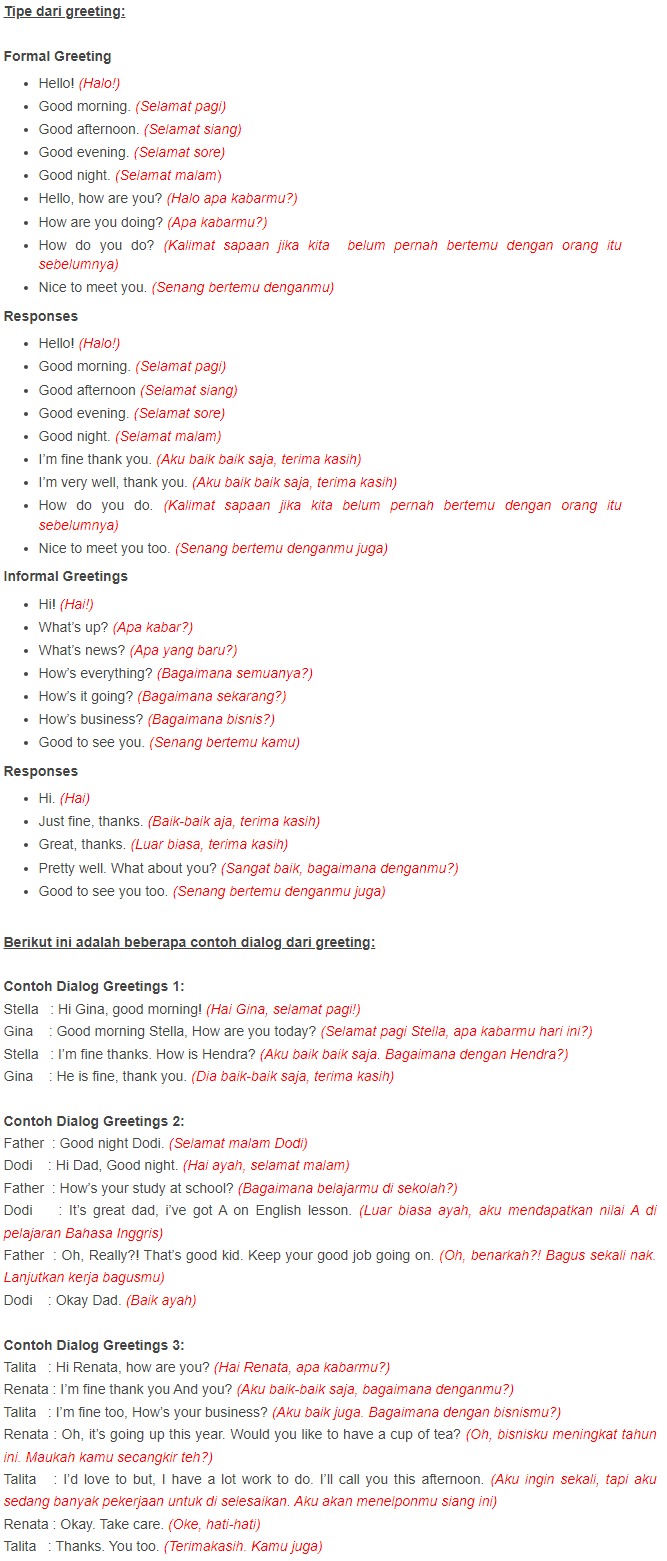 Tipe dari greeting:
Formal Greeting
• Hello! (Halo!)
• Good morning. (Selamat pagi)
• Good afternoon. (Selamat siang)
• Good evening. (Selamat sore)
• Good night. (Selamat malam)
• Hello, how are you? (Halo apa kabarmu?)
• How are you doing? (Apa kabarmu?)
• How do you do? (Kalimat sapaan jika kita belum pernah bertemu dengan orang itu
sebelumnya)
• Nice to meet you. (Senang bertemu denganmu)
Responses
• Hello! (Halo!)
• Good morning. (Selamat pagi)
• Good afternoon (Selamat siang)
• Good evening. (Selamat sore)
• Good night. (Selamat malam)
• I’m fine thank you. (Aku baik baik saja, terima kasih)
• I’m very well, thank you. (Aku baik baik saja, terima kasih)
• How do you do. (Kalimat sapaan jika kita belum pernah bertemu dengan orang itu
sebelumnya)
• Nice to meet you too. (Senang bertemu denganmu juga)
Informal Greetings
• Hi! (Hai!)
• What’s up? (Apa kabar?)
• What’s news? (Apa yang baru?)
• How’s everything? (Bagaimana semuanya?)
• How’s it going? (Bagaimana sekarang?)
• How’s business? (Bagaimana bisnis?)
• Good to see you. (Senang bertemu kamu)
Responses
• Hi. (Hai)
• Just fine, thanks. (Baik-baik aja, terima kasih)
• Great, thanks. (Luar biasa, terima kasih)
• Pretty well. What about you? (Sangat baik, bagaimana denganmu?)
• Good to see you too. (Senang bertemu denganmu juga)
Berikut ini adalah beberapa contoh dialog dari greeting:
Contoh Dialog Greetings 1:
Stella : Hi Gina, good morning! (Hai Gina, selamat pagi!)
Gina : Good morning Stella, How are you today? (Selamat pagi Stella, apa kabarmu hari ini?)
Stella : I’m fine thanks. How is Hendra? (Aku baik baik saja. Bagaimana dengan Hendra?)
Gina : He is fine, thank you. (Dia baik-baik saja, terima kasih)
Contoh Dialog Greetings 2:
Father : Good night Dodi. (Selamat malam Dodi)
Dodi : Hi Dad, Good night. (Hai ayah, selamat malam)
Father : How’s your study at school? (Bagaimana belajarmu di sekolah?)
Dodi : It’s great dad, i’ve got A on English lesson. (Luar biasa ayah, aku mendapatkan nilai A di
pelajaran Bahasa Inggris)
Father : Oh, Really?! That’s good kid. Keep your good job going on. (Oh, benarkah?! Bagus sekali nak.
Lanjutkan kerja bagusmu)
Dodi : Okay Dad. (Baik ayah)
Contoh Dialog Greetings 3:
Talita : Hi Renata, how are you? (Hai Renata, apa kabarmu?)
Renata : I’m fine thank you And you? (Aku baik-baik saja, bagaimana denganmu?)
Talita : I’m fine too, How’s your business? (Aku baik juga. Bagaimana dengan bisnismu?)
Renata : Oh, it’s going up this year. Would you like to have a cup of tea? (Oh, bisnisku meningkat tahun
ini. Maukah kamu secangkir teh?)
Talita : I’d love to but, I have a lot work to do. I’ll call you this afternoon. (Aku ingin sekali, tapi aku
sedang banyak pekerjaan untuk di selesaikan. Aku akan menelponmu siang ini)
Renata : Okay. Take care. (Oke, hati-hati)
Talita : Thanks. You too. (Terimakasih. Kamu juga)